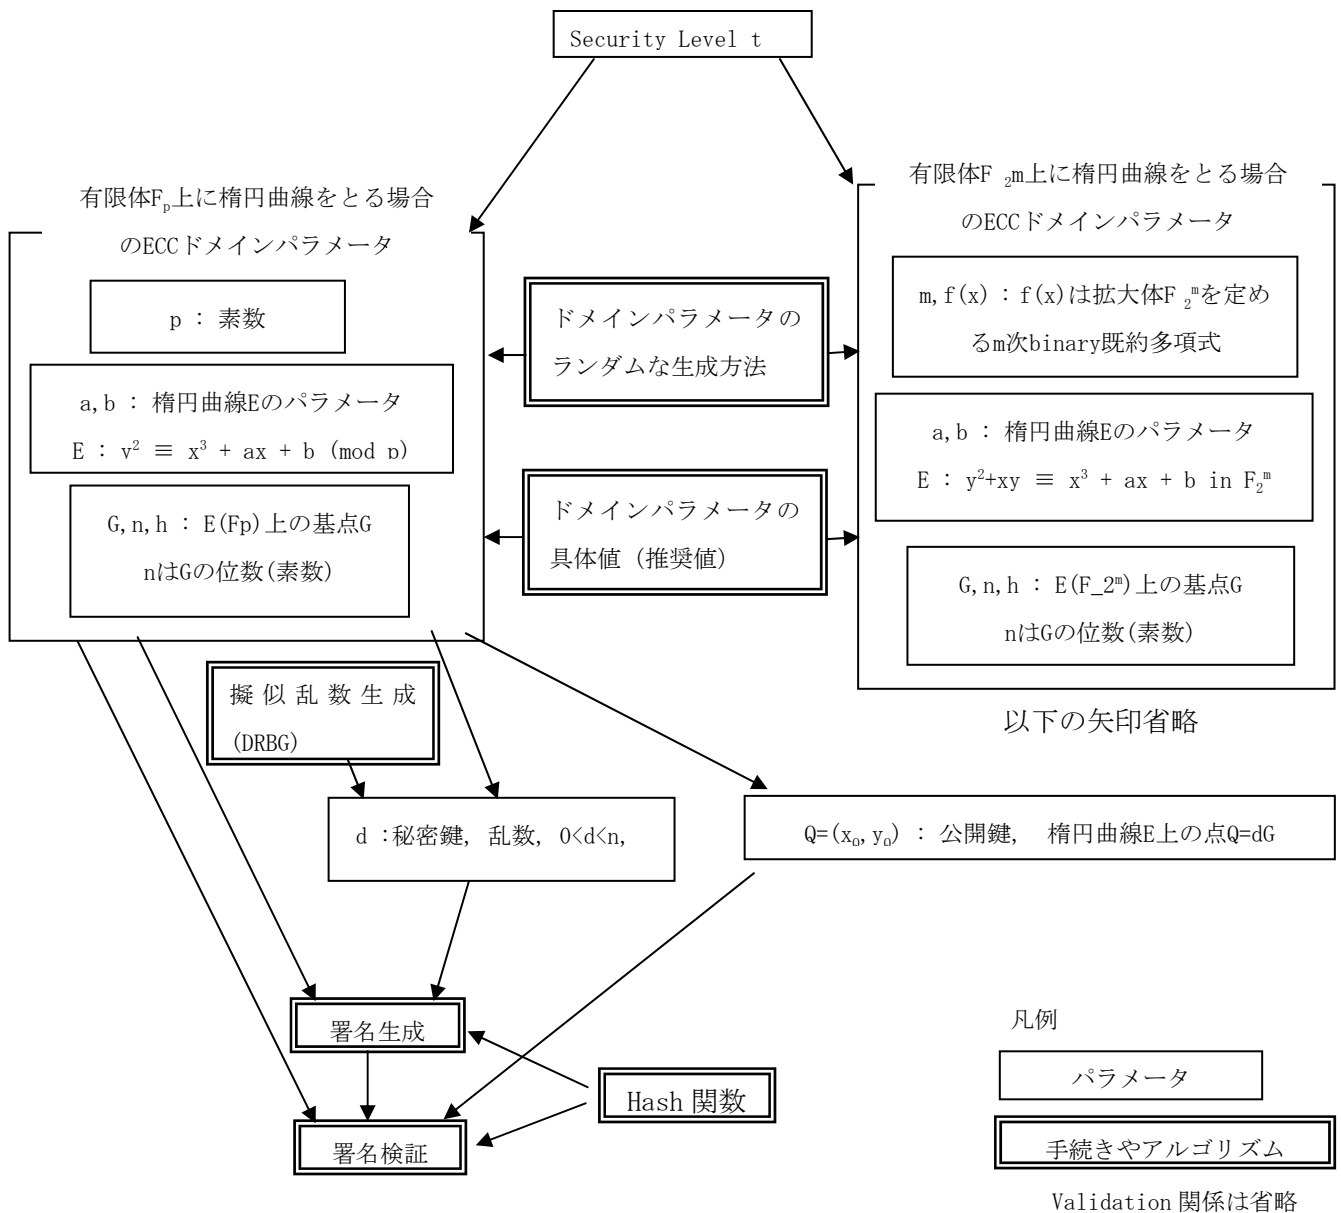 Security Level t
有限体Fp上に楕円曲線をとる場合
のECCドメインパラメータ
p : 素数
a,b : 楕円曲線Eのパラメータ
E : y² ≡ x³ + ax + b (mod p)
G,n,h : E(Fp)上の基点G
nはGの位数(素数)
ドメインパラメータの
ランダムな生成方法
ドメインパラメータの
具体値（推奨値）
有限体F ₂m上に楕円曲線をとる場合
のECCドメインパラメータ
m,f(x) : f(x)は拡大体F ₂ᵐを定め
るm次binary既約多項式
a,b : 楕円曲線Eのパラメータ
E : y²+xy ≡ x³ + ax + b in F₂ᵐ
G,n,h : E(F_2ᵐ)上の基点G
nはGの位数(素数)
以下の矢印省略
擬似乱数生成
(DRBG)
d :秘密鍵, 乱数, 0<d<n,
Q=(x_Q,y_Q) : 公開鍵, 楕円曲線E上の点Q=dG
署名生成
Hash 関数
署名検証
凡例
パラメータ
手続きやアルゴリズム
Validation 関係は省略